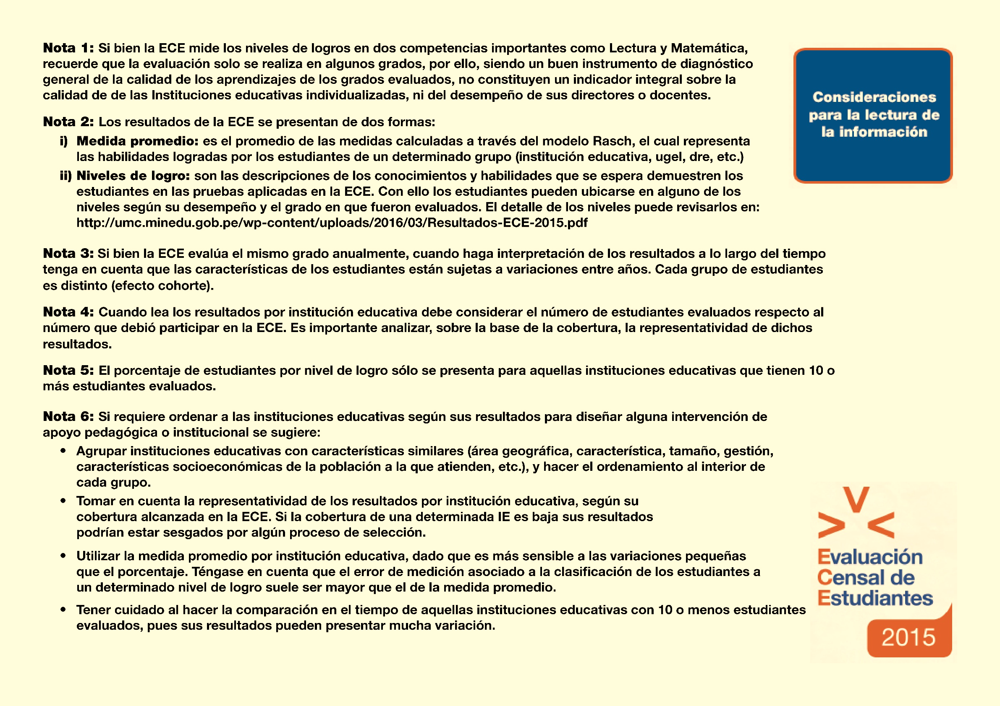 Nota 1: Si bien la ECE mide los niveles de logros en dos competencias importantes como Lectura y Matemática,
recuerde que la evaluación solo se realiza en algunos grados, por ello, siendo un buen instrumento de diagnóstico
general de la calidad de los aprendizajes de los grados evaluados, no constituyen un indicador integral sobre la
calidad de de las Instituciones educativas individualizadas, ni del desempeño de sus directores o docentes.
Consideraciones
para la lectura de
la información
Nota 2: Los resultados de la ECE se presentan de dos formas:
i) Medida promedio: es el promedio de las medidas calculadas a través del modelo Rasch, el cual representa
las habilidades logradas por los estudiantes de un determinado grupo (institución educativa, ugel, dre, etc.)
ii) Niveles de logro: son las descripciones de los conocimientos y habilidades que se espera demuestren los
estudiantes en las pruebas aplicadas en la ECE. Con ello los estudiantes pueden ubicarse en alguno de los
niveles según su desempeño y el grado en que fueron evaluados. El detalle de los niveles puede revisarlos en:
http://umc.minedu.gob.pe/wp-content/uploads/2016/03/Resultados-ECE-2015.pdf
Nota 3: Si bien la ECE evalúa el mismo grado anualmente, cuando haga interpretación de los resultados a lo largo del tiempo
tenga en cuenta que las características de los estudiantes están sujetas a variaciones entre años. Cada grupo de estudiantes
es distinto (efecto cohorte).
Nota 4: Cuando lea los resultados por institución educativa debe considerar el número de estudiantes evaluados respecto al
número que debió participar en la ECE. Es importante analizar, sobre la base de la cobertura, la representatividad de dichos
resultados.
Nota 5: El porcentaje de estudiantes por nivel de logro sólo se presenta para aquellas instituciones educativas que tienen 10 o
más estudiantes evaluados.
Nota 6: Si requiere ordenar a las instituciones educativas según sus resultados para diseñar alguna intervención de
apoyo pedagógica o institucional se sugiere:
• Agrupar instituciones educativas con características similares (área geográfica, característica, tamaño, gestión,
características socioeconómicas de la población a la que atienden, etc.), y hacer el ordenamiento al interior de
cada grupo.
• Tomar en cuenta la representatividad de los resultados por institución educativa, según su
cobertura alcanzada en la ECE. Si la cobertura de una determinada IE es baja sus resultados
podrían estar sesgados por algún proceso de selección.
• Utilizar la medida promedio por institución educativa, dado que es más sensible a las variaciones pequeñas
que el porcentaje. Téngase en cuenta que el error de medición asociado a la clasificación de los estudiantes a
un determinado nivel de logro suele ser mayor que el de la medida promedio.
• Tener cuidado al hacer la comparación en el tiempo de aquellas instituciones educativas con 10 o menos estudiantes
evaluados, pues sus resultados pueden presentar mucha variación.
Evaluación
Censal de
Estudiantes
2015